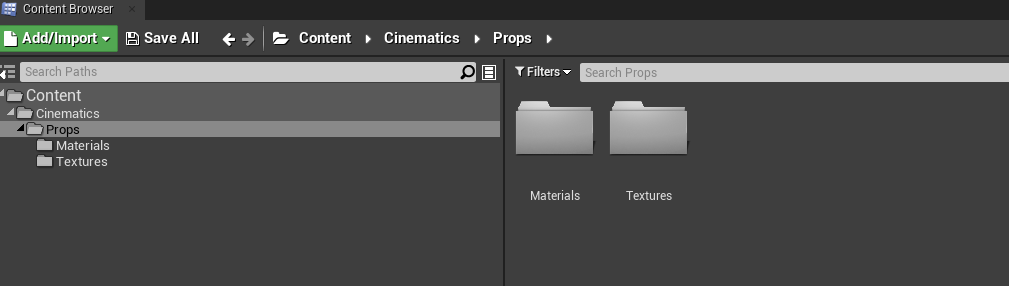 Content Browser
Add/Import Save All Content Cinematics Props
Search Paths
Content
Cinematics
Props
Materials
Textures
Filters Search Props
Materials Textures